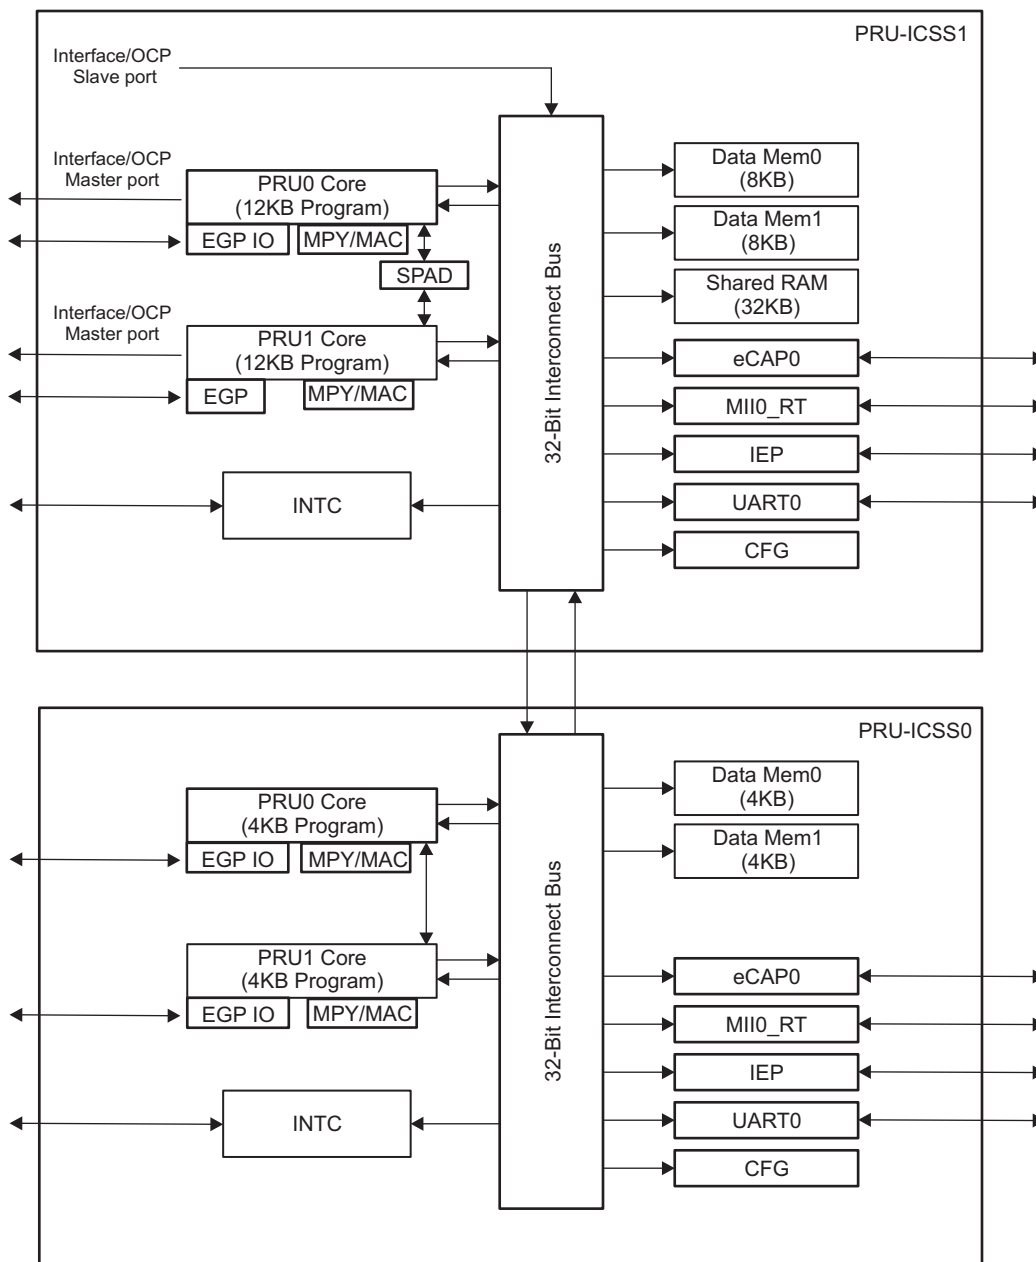 PRU-ICSS1
Interface/OCP
Slave port
Interface/OCP
Master port
PRU0 Core
(12KB Program)
EGP IO
MPY/MAC
SPAD
Interface/OCP
Master port
PRU1 Core
(12KB Program)
EGP
MPY/MAC
INTC
32-Bit Interconnect Bus
Data Mem0
(8KB)
Data Mem1
(8KB)
Shared RAM
(32KB)
eCAP0
MII0_RT
IEP
UART0
CFG
PRU-ICSS0
PRU0 Core
(4KB Program)
EGP IO
MPY/MAC
PRU1 Core
(4KB Program)
EGP IO
MPY/MAC
INTC
32-Bit Interconnect Bus
Data Mem0
(4KB)
Data Mem1
(4KB)
eCAP0
MII0_RT
IEP
UART0
CFG